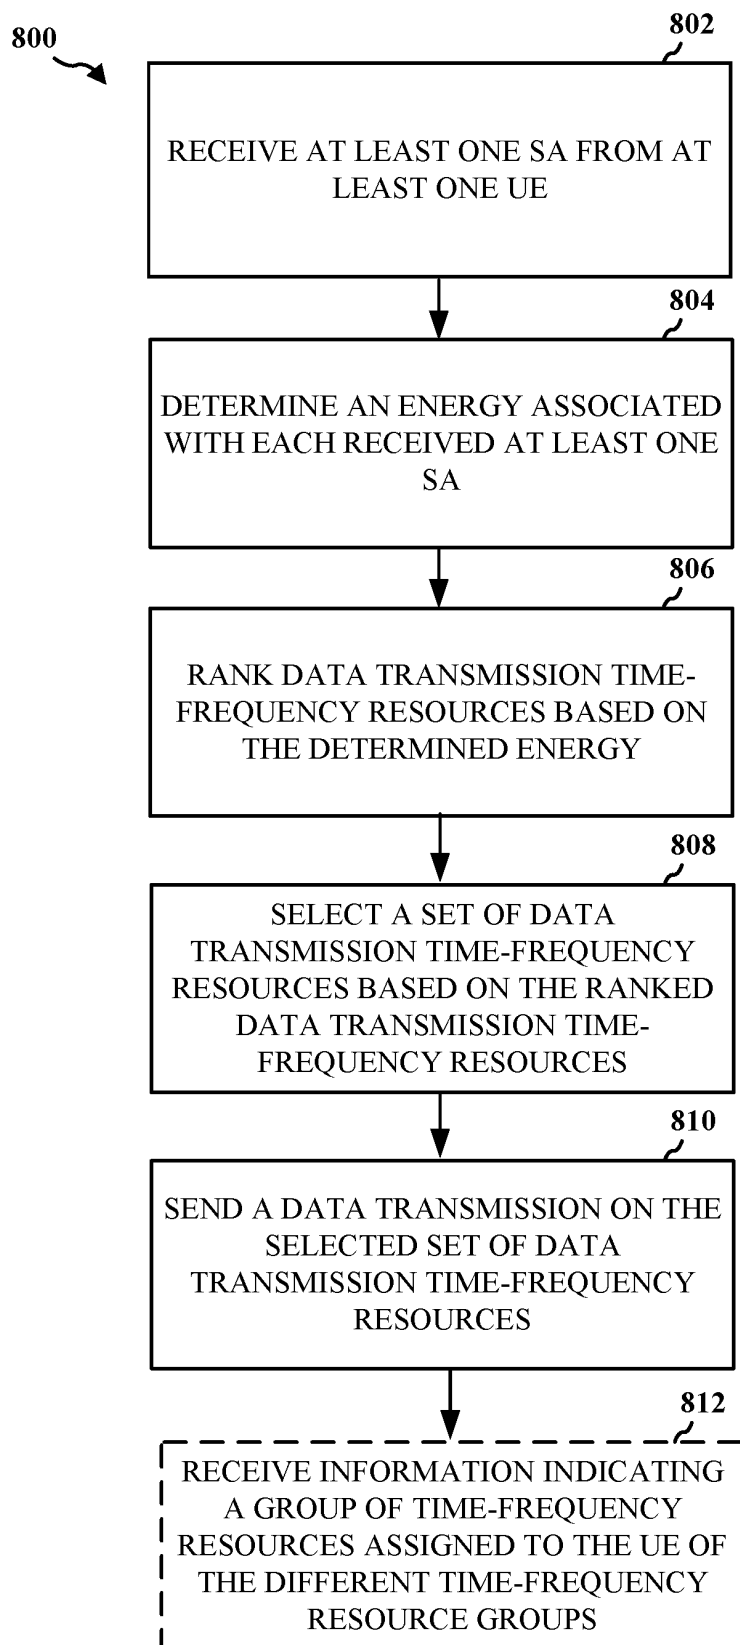 800
802
RECEIVE AT LEAST ONE SA FROM AT
LEAST ONE UE
804
DETERMINE AN ENERGY ASSOCIATED
WITH EACH RECEIVED AT LEAST ONE
SA
806
RANK DATA TRANSMISSION TIME-
FREQUENCY RESOURCES BASED ON
THE DETERMINED ENERGY
808
SELECT A SET OF DATA
TRANSMISSION TIME-FREQUENCY
RESOURCES BASED ON THE RANKED
DATA TRANSMISSION TIME-
FREQUENCY RESOURCES
810
SEND A DATA TRANSMISSION ON THE
SELECTED SET OF DATA
TRANSMISSION TIME-FREQUENCY
RESOURCES
812
RECEIVE INFORMATION INDICATING
A GROUP OF TIME-FREQUENCY
RESOURCES ASSIGNED TO THE UE OF
THE DIFFERENT TIME-FREQUENCY
RESOURCE GROUPS